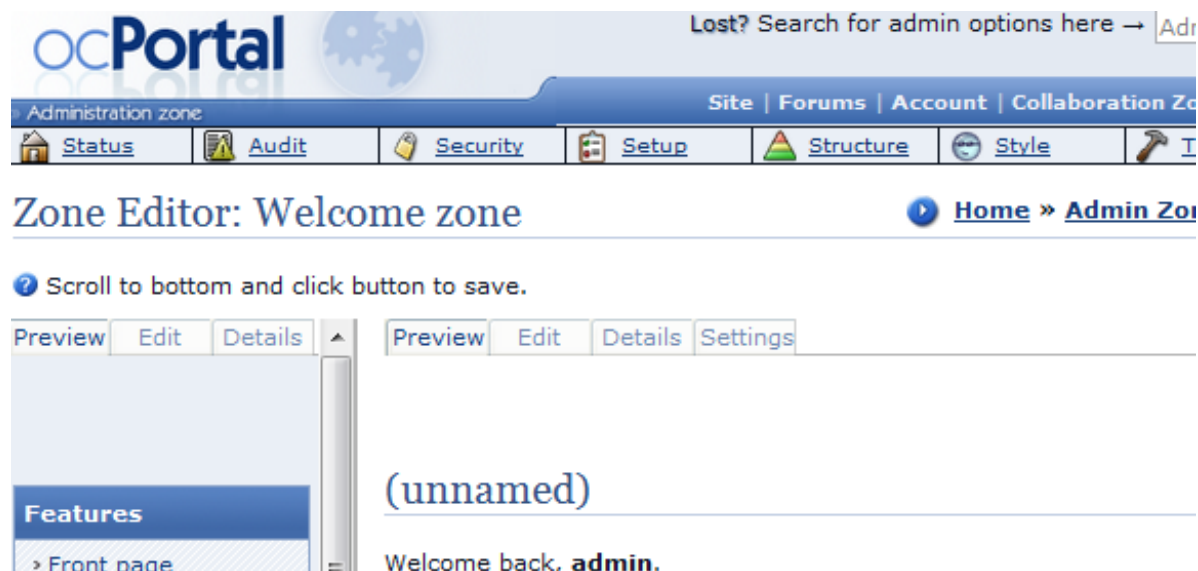 Lost? Search for admin options here →
ocPortal
Administration zone
Site | Forums | Account | Collaboration
Status Audit Security Setup Structure Style
Zone Editor: Welcome zone
Home » Admin
Scroll to bottom and click button to save.
Preview Edit Details Preview Edit Details Settings
(unnamed)
Features
› Front page
Welcome back, admin.